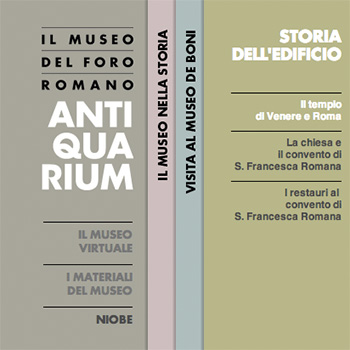 IL MUSEO
DEL FORO
ROMANO
ANTI
QUA
RIUM
IL MUSEO
VIRTUALE
I MATERIALI
DEL MUSEO
NIOBE
IL MUSEO NELLA STORIA
VISITA AL MUSEO DE BONI
STORIA
DELL'EDIFICIO
Il tempio
di Venere e Roma
La chiesa e
il convento di
S. Francesca Romana
I restauri al
convento di
S. Francesca Romana